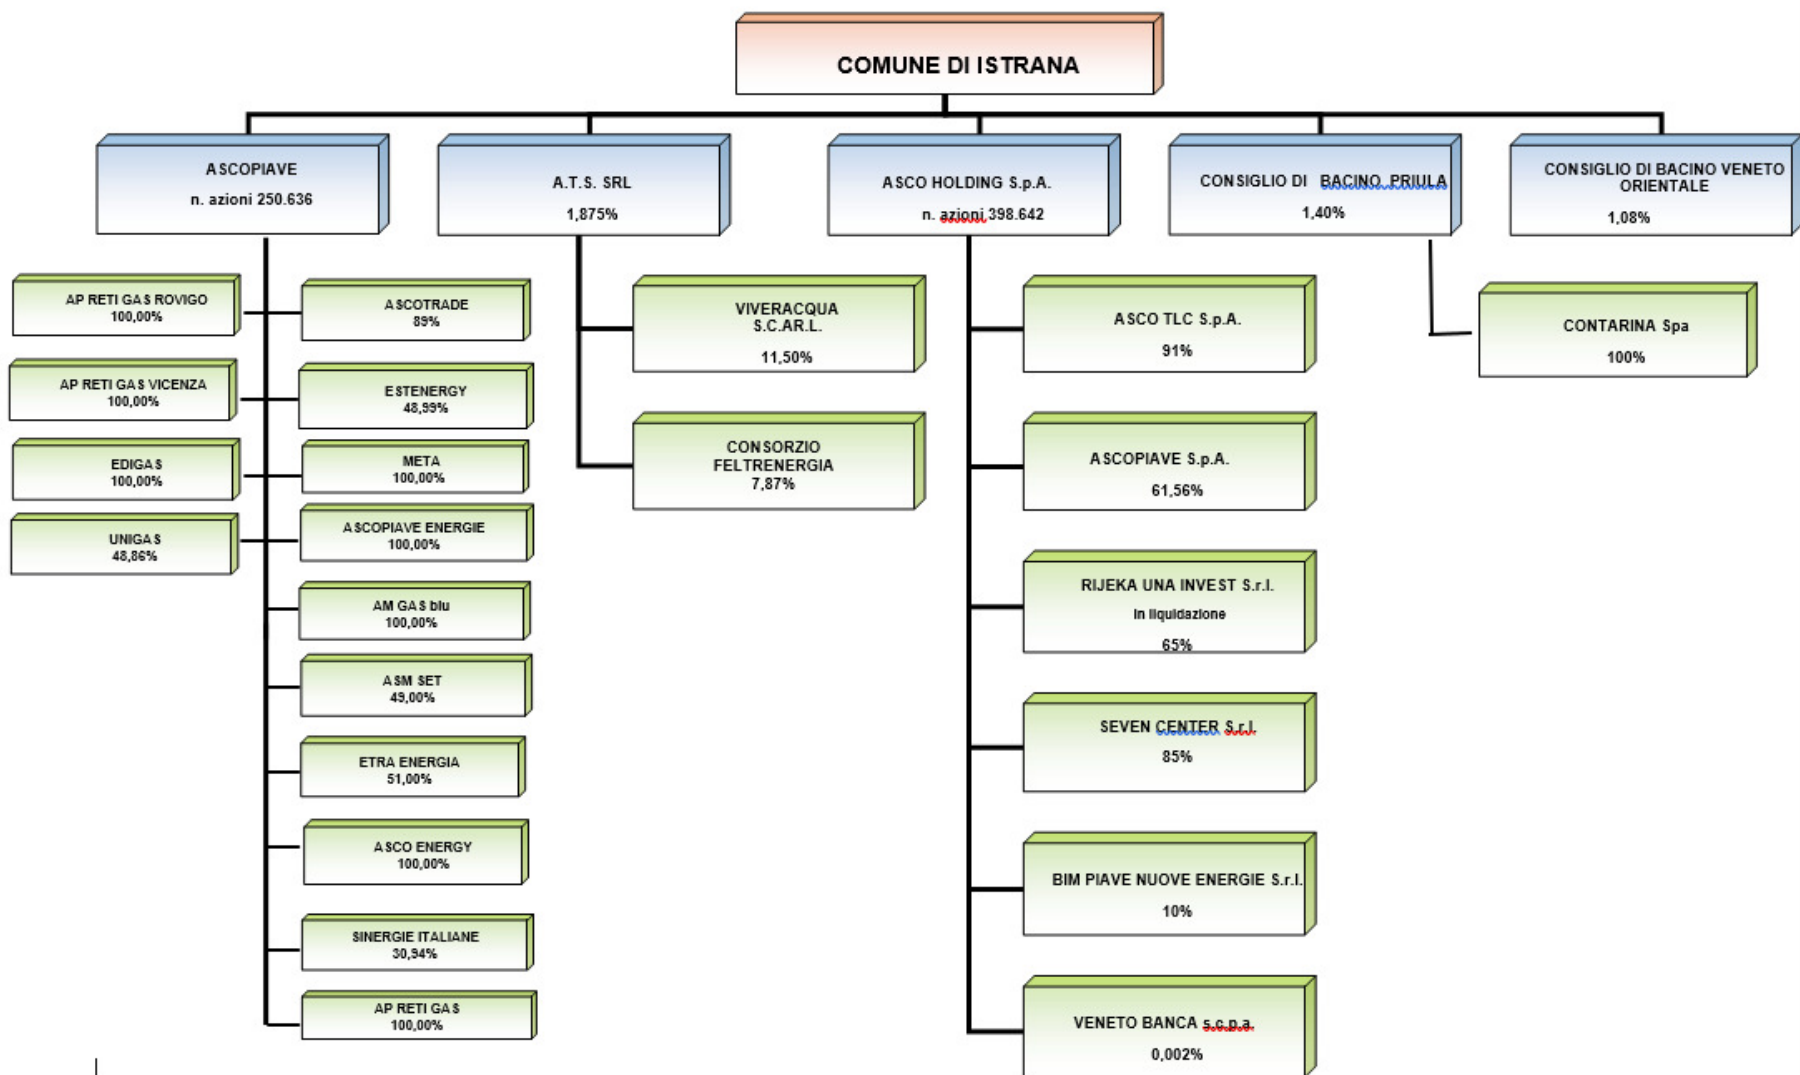 COMUNE DI ISTRANA
ASCOPIAVE
n. azioni 250.636
A.T.S. SRL
1,875%
ASCO HOLDING S.p.A.
n. azioni 398.642
CONSIGLIO DI BACINO PRIULA
1,40%
CONSIGLIO DI BACINO VENETO
ORIENTALE
1,08%
AP RETI GAS ROVIGO
100,00%
AP RETI GAS VICENZA
100,00%
EDIGAS
100,00%
UNIGAS
48,86%
ASCOTRADE
89%
ESTENERGY
48,99%
META
100,00%
ASCOPIAVE ENERGIE
100,00%
AM GAS blu
100,00%
ASM SET
49,00%
ETRA ENERGIA
51,00%
ASCO ENERGY
100,00%
SINERGIE ITALIANE
30,94%
AP RETI GAS
100,00%
VIVERACQUA
S.C.AR.L.
11,50%
CONSORZIO
FELTRENERGIA
7,87%
ASCO TLC S.p.A.
91%
ASCOPIAVE S.p.A.
61,56%
RIJEKA UNA INVEST S.r.l.
in liquidazione
65%
SEVEN CENTER S.r.l.
85%
BIM PIAVE NUOVE ENERGIE S.r.l.
10%
VENETO BANCA s.c.p.a.
0,002%
CONTARINA Spa
100%